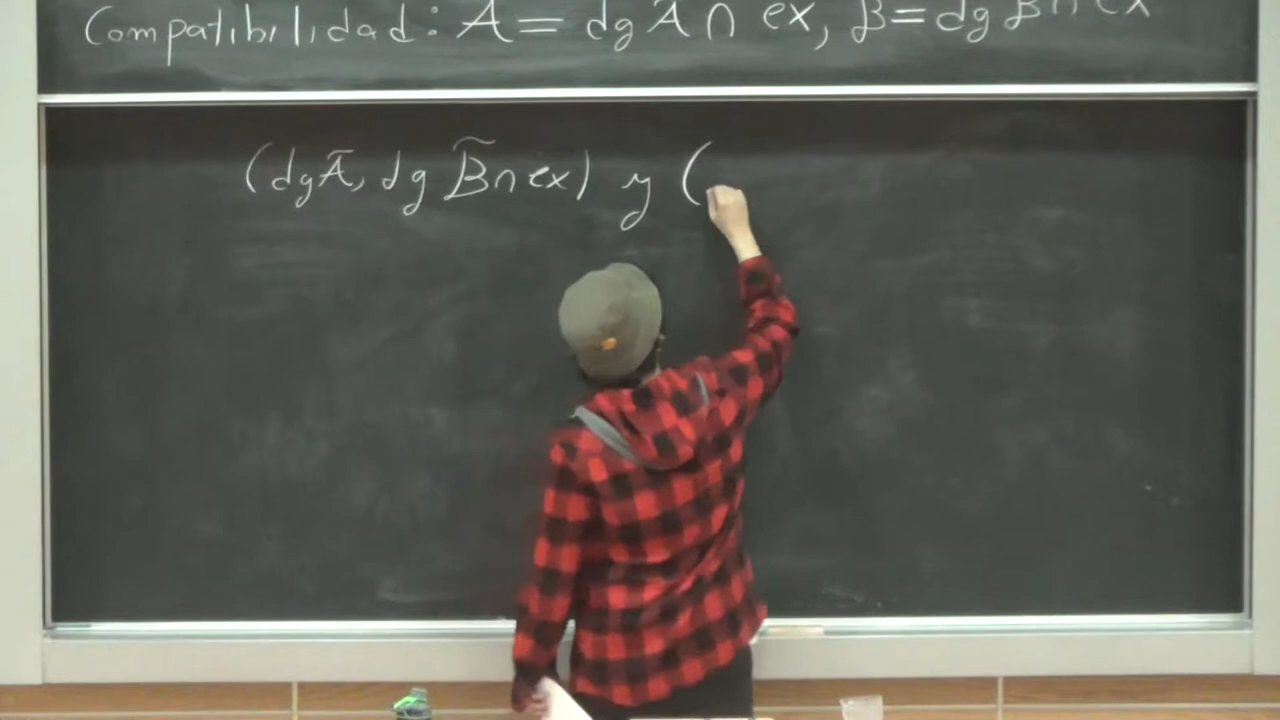 Compatibilidad: A = dg Ã ∩ ex, B = dg B̃ ∩ ex
(dg Ã, dg B̃ ∩ ex) y (